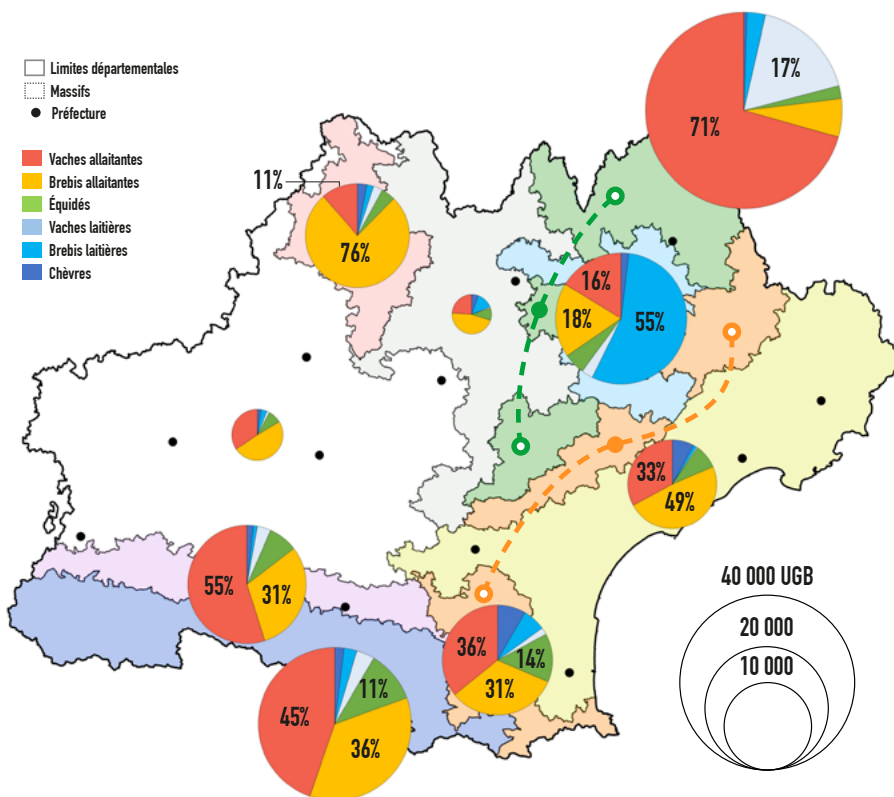 Limites départementales
Massifs
Préfecture
Vaches allaitantes
Brebis allaitantes
Équidés
Vaches laitières
Brebis laitières
Chèvres
17%
71%
11%
76%
16%
18%
55%
33%
49%
55%
31%
36%
14%
31%
45%
11%
36%
40 000 UGB
20 000
10 000